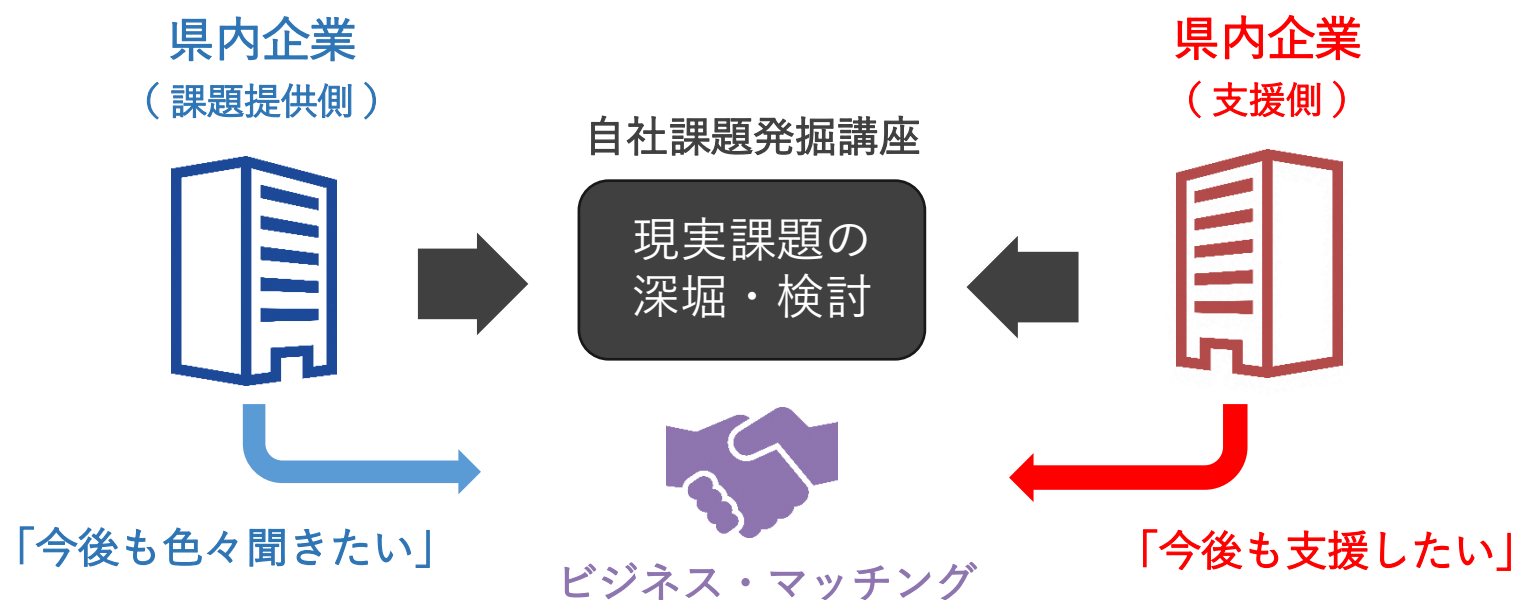 県内企業
（課題提供側）
県内企業
（支援側）
自社課題発掘講座
現実課題の
深堀・検討
「今後も色々聞きたい」
「今後も支援したい」
ビジネス・マッチング